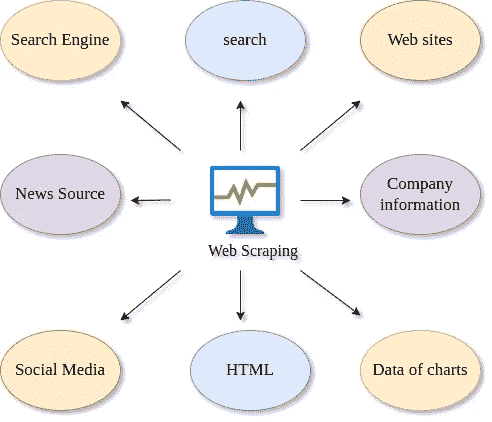 Search Engine
search
Web sites
News Source
Company
information
Web Scraping
Social Media
HTML
Data of charts